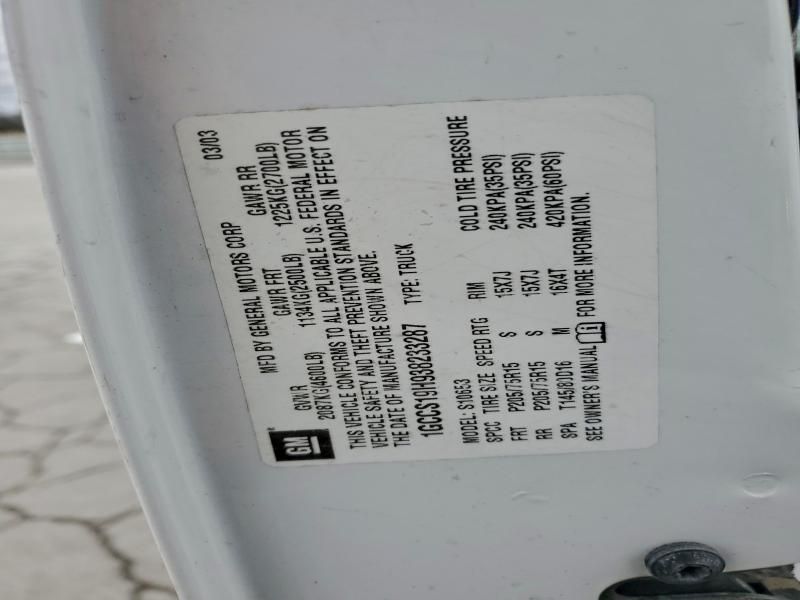 GM
MFD BY GENERAL MOTORS CORP 03/03
GVWR GAWR FRT GAWR RR
2087KG(4600LB) 1134KG(2500LB) 1225KG(2700LB)
THIS VEHICLE CONFORMS TO ALL APPLICABLE U.S. FEDERAL MOTOR
VEHICLE SAFETY AND THEFT PREVENTION STANDARDS IN EFFECT ON
THE DATE OF MANUFACTURE SHOWN ABOVE.
1GCCS19H938233287 TYPE: TRUCK
MODEL: S10653
SPCC TIRE SIZE SPEED RTG RIM COLD TIRE PRESSURE
FRT P205/75R15 S 15X7J 240KPA(35PSI)
RR P205/75R15 S 15X7J 240KPA(35PSI)
SPA T145/80D16 M 16X4T 420KPA(60PSI)
SEE OWNER'S MANUAL FOR MORE INFORMATION.